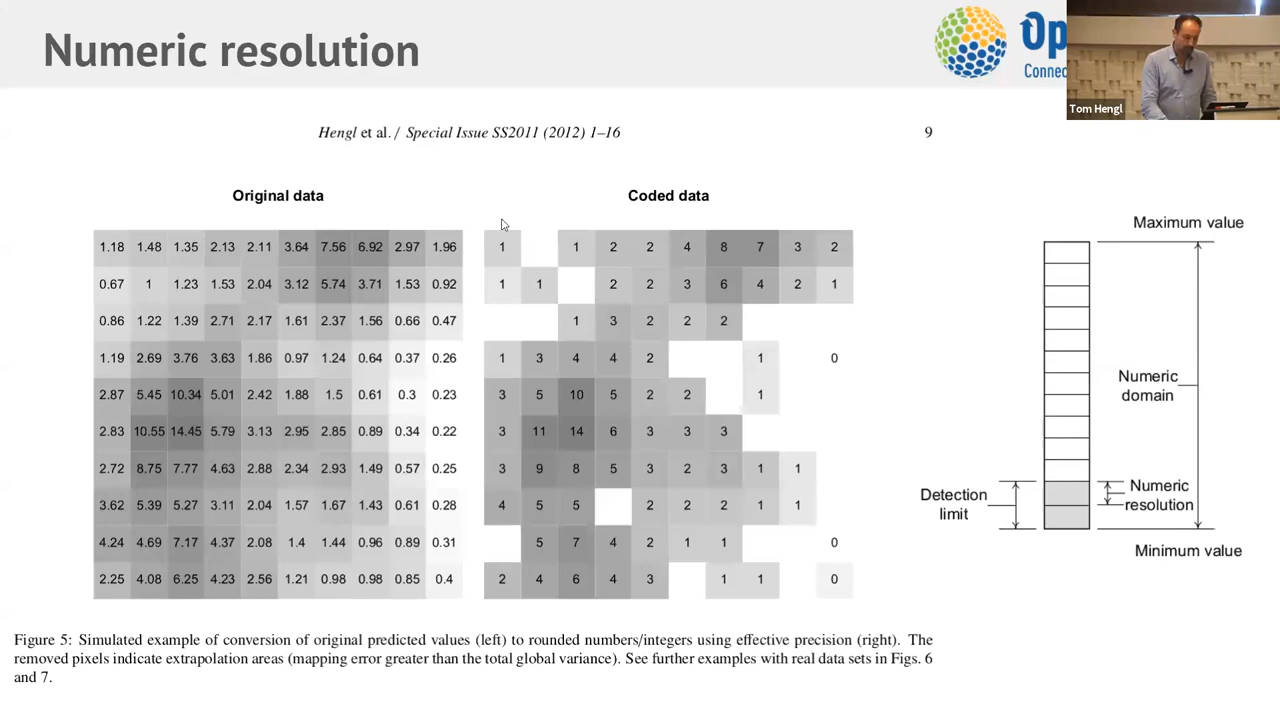 Numeric resolution
Op
Connec
Tom Hengl
Hengl et al. / Special Issue SS2011 (2012) 1–16
9
Original data
Coded data
1.18 1.48 1.35 2.13 2.11 3.64 7.56 6.92 2.97 1.96
0.67 1 1.23 1.53 2.04 3.12 5.74 3.71 1.53 0.92
0.86 1.22 1.39 2.71 2.17 1.61 2.37 1.56 0.66 0.47
1.19 2.69 3.76 3.63 1.86 0.97 1.24 0.64 0.37 0.26
2.87 5.45 10.34 5.01 2.42 1.88 1.5 0.61 0.3 0.23
2.83 10.55 14.45 5.79 3.13 2.95 2.85 0.89 0.34 0.22
2.72 8.75 7.77 4.63 2.88 2.34 2.93 1.49 0.57 0.25
3.62 5.39 5.27 3.11 2.04 1.57 1.67 1.43 0.61 0.28
4.24 4.69 7.17 4.37 2.08 1.4 1.44 0.96 0.89 0.31
2.25 4.08 6.25 4.23 2.56 1.21 0.98 0.98 0.85 0.4
1 1 2 2 4 8 7 3 2
1 1 2 2 3 6 4 2 1
1 3 2 2 2
1 3 4 4 2 1 0
3 5 10 5 2 2 1
3 11 14 6 3 3 3
3 9 8 5 3 2 3 1 1
4 5 5 2 2 2 1 1
5 7 4 2 1 1 0
2 4 6 4 3 1 1 0
Maximum value
Numeric
domain
Detection
limit
Numeric
resolution
Minimum value
Figure 5: Simulated example of conversion of original predicted values (left) to rounded numbers/integers using effective precision (right). The
removed pixels indicate extrapolation areas (mapping error greater than the total global variance). See further examples with real data sets in Figs. 6
and 7.